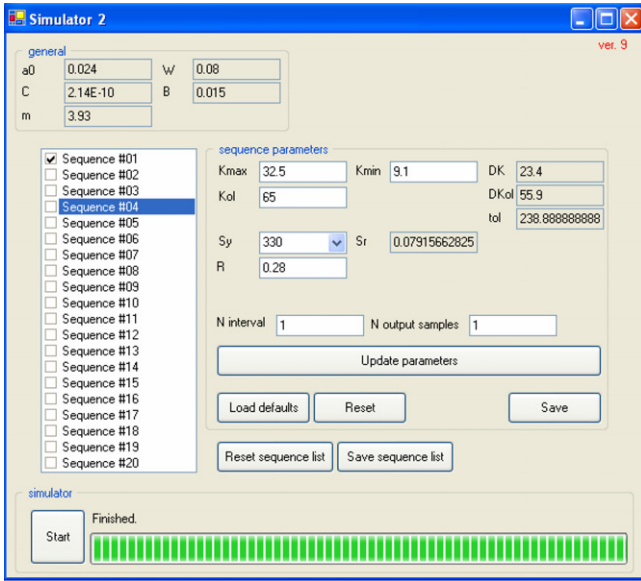 Simulator 2
ver. 9
general
a0 0.024 W 0.08
C 2.14E-10 B 0.015
m 3.93
Sequence #01
Sequence #02
Sequence #03
Sequence #04
Sequence #05
Sequence #06
Sequence #07
Sequence #08
Sequence #09
Sequence #10
Sequence #11
Sequence #12
Sequence #13
Sequence #14
Sequence #15
Sequence #16
Sequence #17
Sequence #18
Sequence #19
Sequence #20
sequence parameters
Kmax 32.5 Kmin 9.1 DK 23.4
Kol 65 DKol 55.9
tol 238.888888888
Sy 330 Sr 0.07915662825
R 0.28
N interval 1 N output samples 1
Update parameters
Load defaults Reset Save
Reset sequence list Save sequence list
simulator
Start Finished.